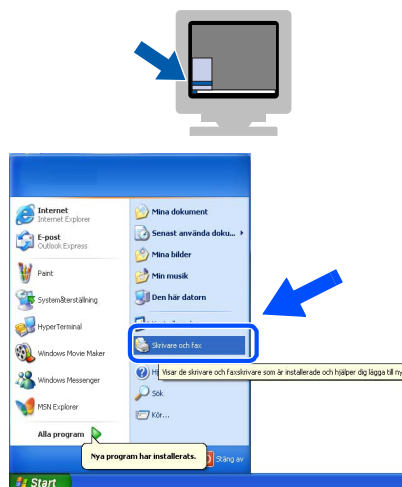 Internet
Internet Explorer
E-post
Outlook Express
Paint
Systemåterställning
HyperTerminal
Windows Movie Maker
Windows Messenger
MSN Explorer
Alla program
Mina dokument
Senast använda doku...
Mina bilder
Min musik
Den här datorn
Skrivare och fax
Visar de skrivare och faxskrivare som är installerade och hjälper dig lägga till ny
Sök
Kör...
Nya program har installerats.
Stäng av
Start